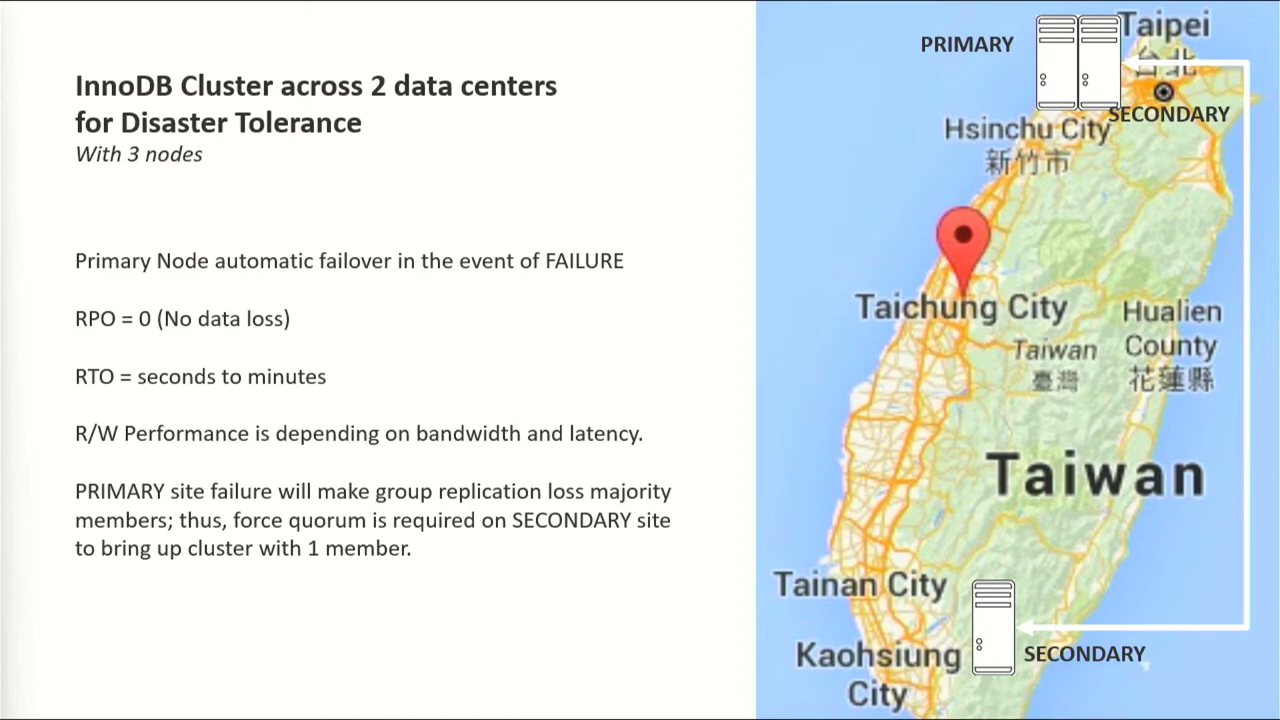 InnoDB Cluster across 2 data centers
for Disaster Tolerance
With 3 nodes
Primary Node automatic failover in the event of FAILURE
RPO = 0 (No data loss)
RTO = seconds to minutes
R/W Performance is depending on bandwidth and latency.
PRIMARY site failure will make group replication loss majority
members; thus, force quorum is required on SECONDARY site
to bring up cluster with 1 member.
PRIMARY
Taipei
台北
SECONDARY
Hsinchu City
新竹市
Taichung City
Hualien
County
花蓮縣
Taiwan
臺灣
Taiwan
Tainan City
Kaohsiung
City
SECONDARY